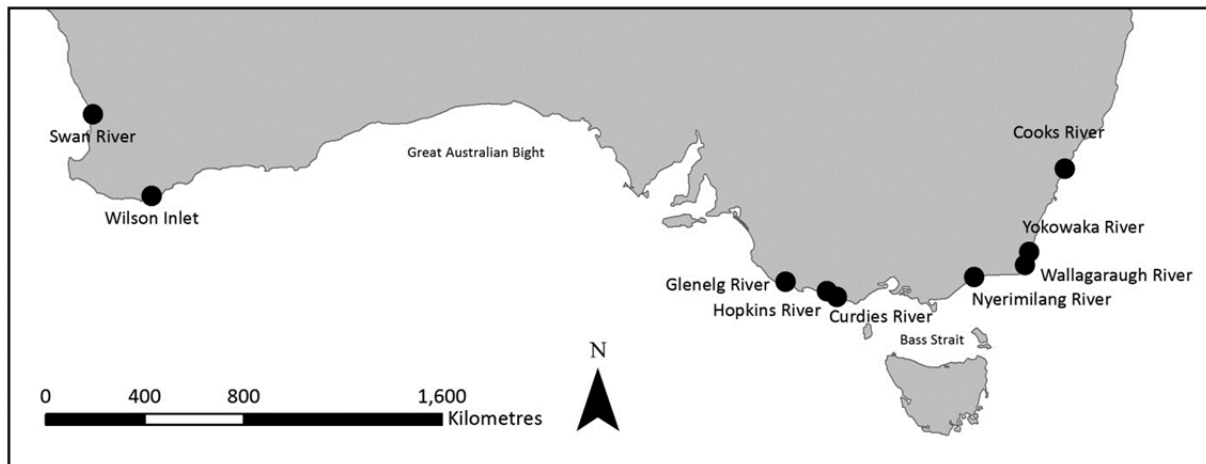 Swan River
Great Australian Bight
Cooks River
Wilson Inlet
Yokowaka River
Wallagaraugh River
Glenelg River
Nyerimilang River
Hopkins River
Curdies River
Bass Strait
N
0 400 800 1,600
Kilometres